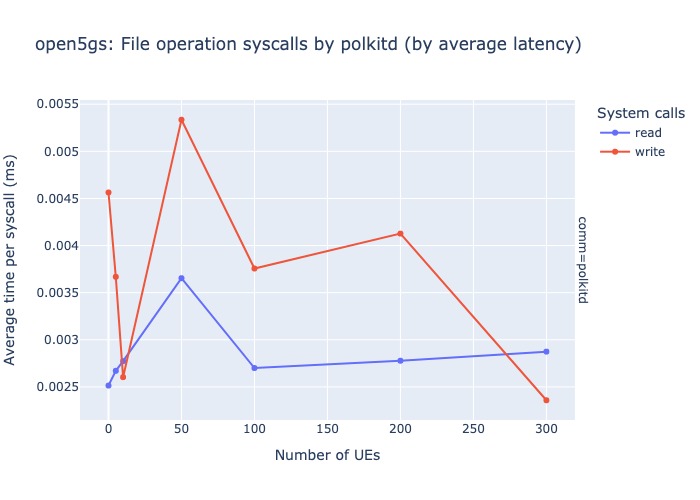 open5gs: File operation syscalls by polkitd (by average latency)
System calls
read
write
Average time per syscall (ms)
0.0055
0.005
0.0045
0.004
0.0035
0.003
0.0025
comm=polkitd
0 50 100 150 200 250 300
Number of UEs